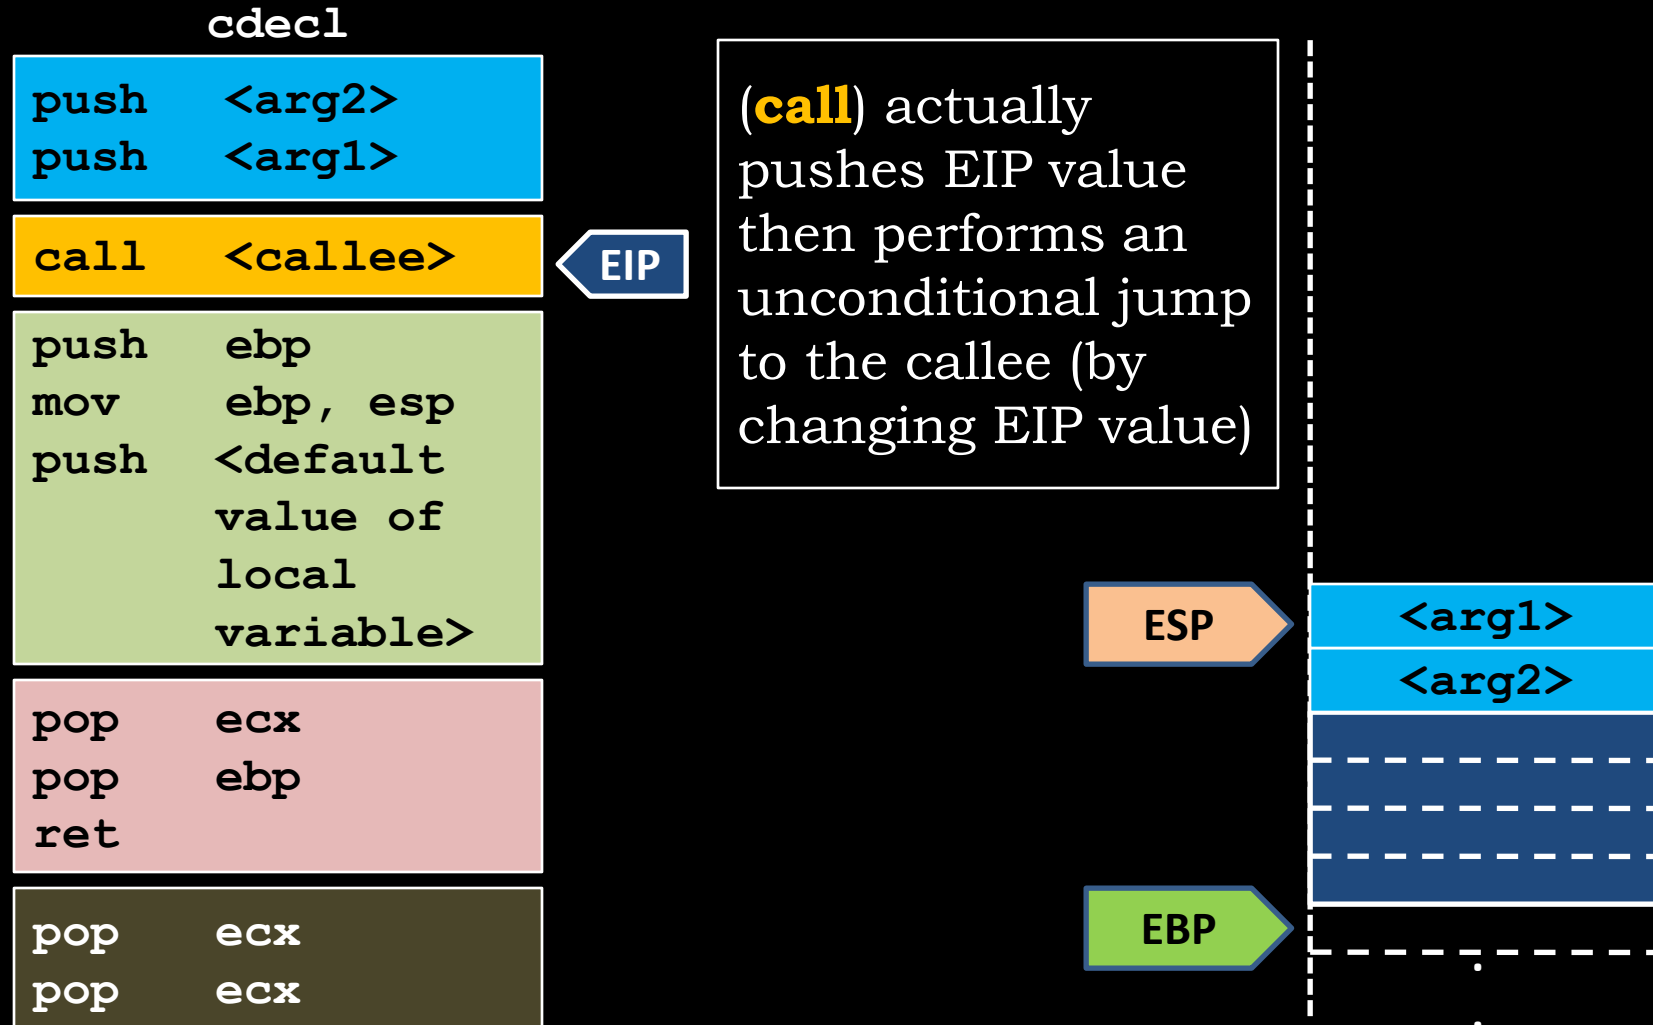 cdecl
push <arg2>
push <arg1>
call <callee>
EIP
push ebp
mov ebp, esp
push <default
value of
local
variable>
pop ecx
pop ebp
ret
pop ecx
pop ecx
(call) actually
pushes EIP value
then performs an
unconditional jump
to the callee (by
changing EIP value)
ESP
<arg1>
<arg2>
EBP